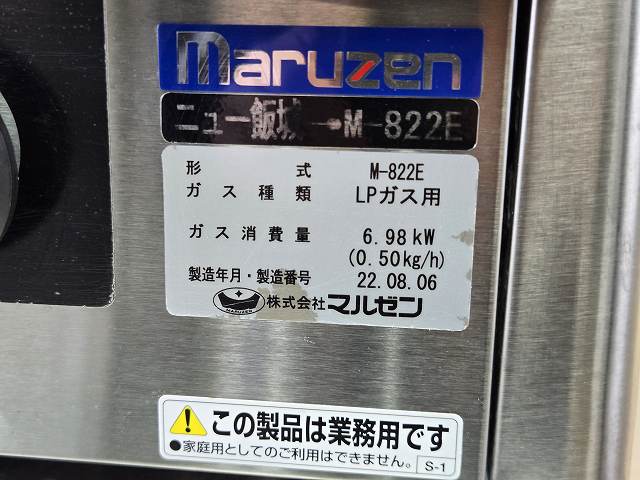 maruzen
ニュー飯城→M-822E
形式 M-822E
ガス種類 LPガス用
ガス消費量 6.98kW
(0.50kg/h)
製造年月・製造番号 22.08.06
株式会社マルゼン
この製品は業務用です
●家庭用としてのご利用はできません。
S-1